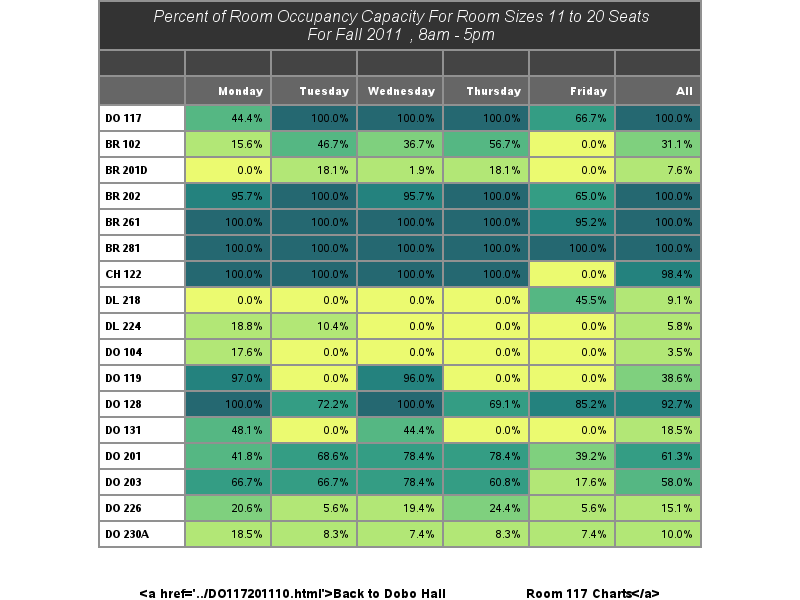 Percent of Room Occupancy Capacity For Room Sizes 11 to 20 Seats
For Fall 2011 , 8am - 5pm
Monday Tuesday Wednesday Thursday Friday All
DO 117 44.4% 100.0% 100.0% 100.0% 66.7% 100.0%
BR 102 15.6% 46.7% 36.7% 56.7% 0.0% 31.1%
BR 201D 0.0% 18.1% 1.9% 18.1% 0.0% 7.6%
BR 202 95.7% 100.0% 95.7% 100.0% 65.0% 100.0%
BR 261 100.0% 100.0% 100.0% 100.0% 95.2% 100.0%
BR 281 100.0% 100.0% 100.0% 100.0% 100.0% 100.0%
CH 122 100.0% 100.0% 100.0% 100.0% 0.0% 98.4%
DL 218 0.0% 0.0% 0.0% 0.0% 45.5% 9.1%
DL 224 18.8% 10.4% 0.0% 0.0% 0.0% 5.8%
DO 104 17.6% 0.0% 0.0% 0.0% 0.0% 3.5%
DO 119 97.0% 0.0% 96.0% 0.0% 0.0% 38.6%
DO 128 100.0% 72.2% 100.0% 69.1% 85.2% 92.7%
DO 131 48.1% 0.0% 44.4% 0.0% 0.0% 18.5%
DO 201 41.8% 68.6% 78.4% 78.4% 39.2% 61.3%
DO 203 66.7% 66.7% 78.4% 60.8% 17.6% 58.0%
DO 226 20.6% 5.6% 19.4% 24.4% 5.6% 15.1%
DO 230A 18.5% 8.3% 7.4% 8.3% 7.4% 10.0%
<a href='../DO117201110.html'>Back to Dobo Hall Room 117 Charts</a>